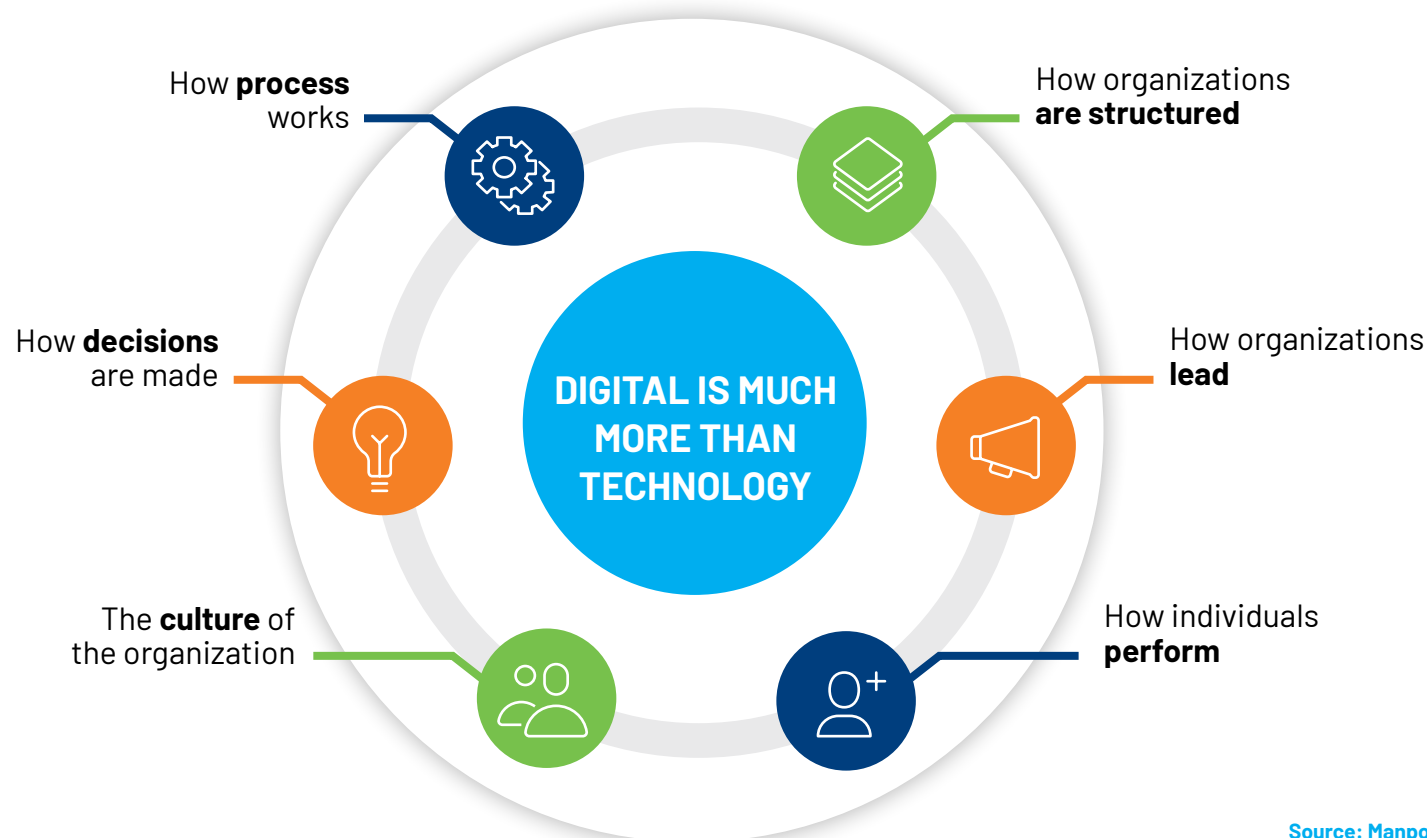 How process
works
How organizations
are structured
How decisions
are made
DIGITAL IS MUCH
MORE THAN
TECHNOLOGY
How organizations
lead
The culture of
the organization
How individuals
perform
Source: